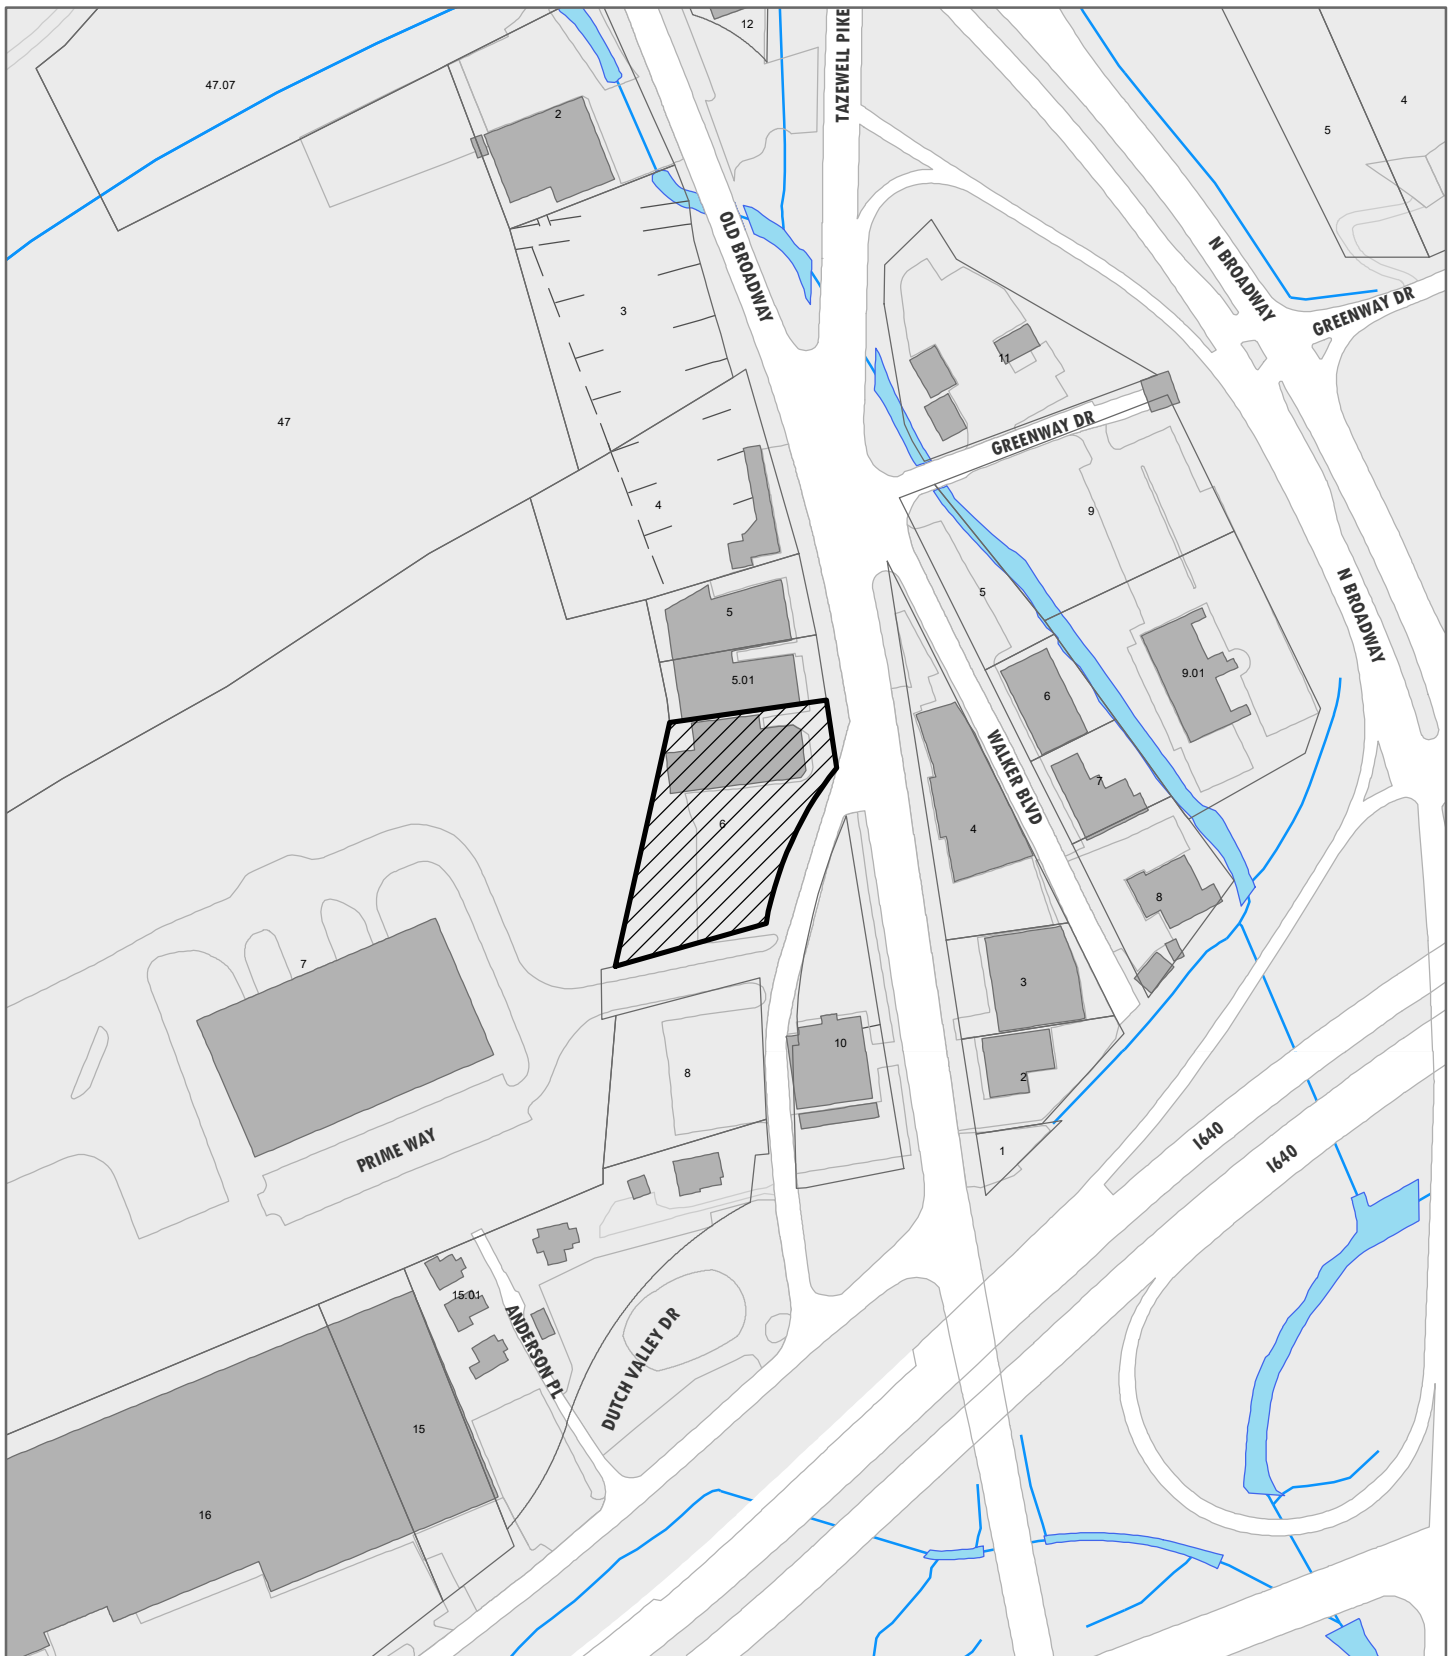 12
TAZEWELL PIKE
47.07
2
4
5
OLD BROADWAY
N BROADWAY
GREENWAY DR
3
11
47
GREENWAY DR
4
9
5
5
N BROADWAY
9.01
5.01
6
WALKER BLVD
7
6
4
8
7
3
10
8
2
PRIME WAY
I640
1
I640
15.01
ANDERSON PL
DUTCH VALLEY DR
15
16